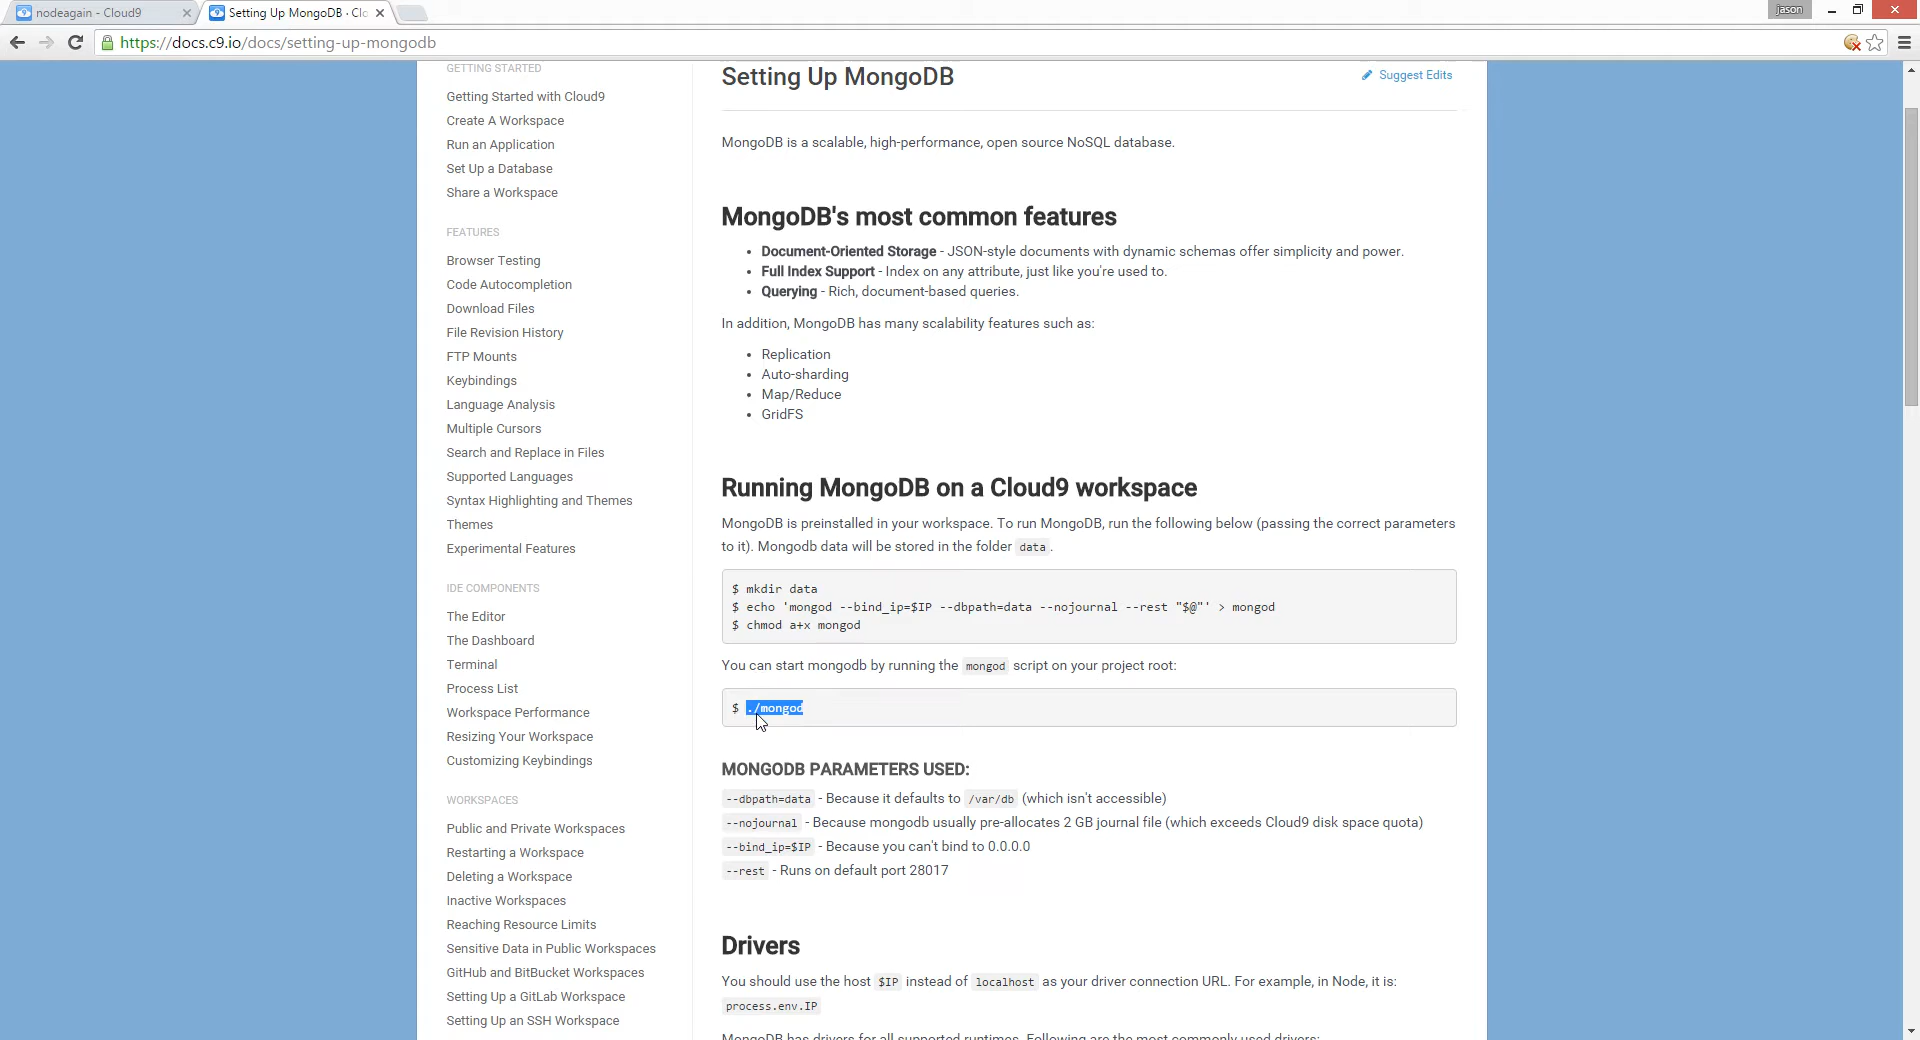 nodeagain - Cloud9
Setting Up MongoDB · Clo
jason
https://docs.c9.io/docs/setting-up-mongodb
GETTING STARTED
Getting Started with Cloud9
Create A Workspace
Run an Application
Set Up a Database
Share a Workspace
FEATURES
Browser Testing
Code Autocompletion
Download Files
File Revision History
FTP Mounts
Keybindings
Language Analysis
Multiple Cursors
Search and Replace in Files
Supported Languages
Syntax Highlighting and Themes
Themes
Experimental Features
IDE COMPONENTS
The Editor
The Dashboard
Terminal
Process List
Workspace Performance
Resizing Your Workspace
Customizing Keybindings
WORKSPACES
Public and Private Workspaces
Restarting a Workspace
Deleting a Workspace
Inactive Workspaces
Reaching Resource Limits
Sensitive Data in Public Workspaces
GitHub and BitBucket Workspaces
Setting Up a GitLab Workspace
Setting Up an SSH Workspace
Setting Up MongoDB
Suggest Edits
MongoDB is a scalable, high-performance, open source NoSQL database.
MongoDB's most common features
• Document-Oriented Storage - JSON-style documents with dynamic schemas offer simplicity and power.
• Full Index Support - Index on any attribute, just like you're used to.
• Querying - Rich, document-based queries.
In addition, MongoDB has many scalability features such as:
• Replication
• Auto-sharding
• Map/Reduce
• GridFS
Running MongoDB on a Cloud9 workspace
MongoDB is preinstalled in your workspace. To run MongoDB, run the following below (passing the correct parameters
to it). Mongodb data will be stored in the folder data .
$ mkdir data
$ echo 'mongod --bind_ip=$IP --dbpath=data --nojournal --rest "$@"' > mongod
$ chmod a+x mongod
You can start mongodb by running the mongod script on your project root:
$ ./mongod
MONGODB PARAMETERS USED:
--dbpath=data - Because it defaults to /var/db (which isn't accessible)
--nojournal - Because mongodb usually pre-allocates 2 GB journal file (which exceeds Cloud9 disk space quota)
--bind_ip=$IP - Because you can't bind to 0.0.0.0
--rest - Runs on default port 28017
Drivers
You should use the host $IP instead of localhost as your driver connection URL. For example, in Node, it is:
process.env.IP
MongoDB has drivers for all supported runtimes. Following are the most commonly used drivers: